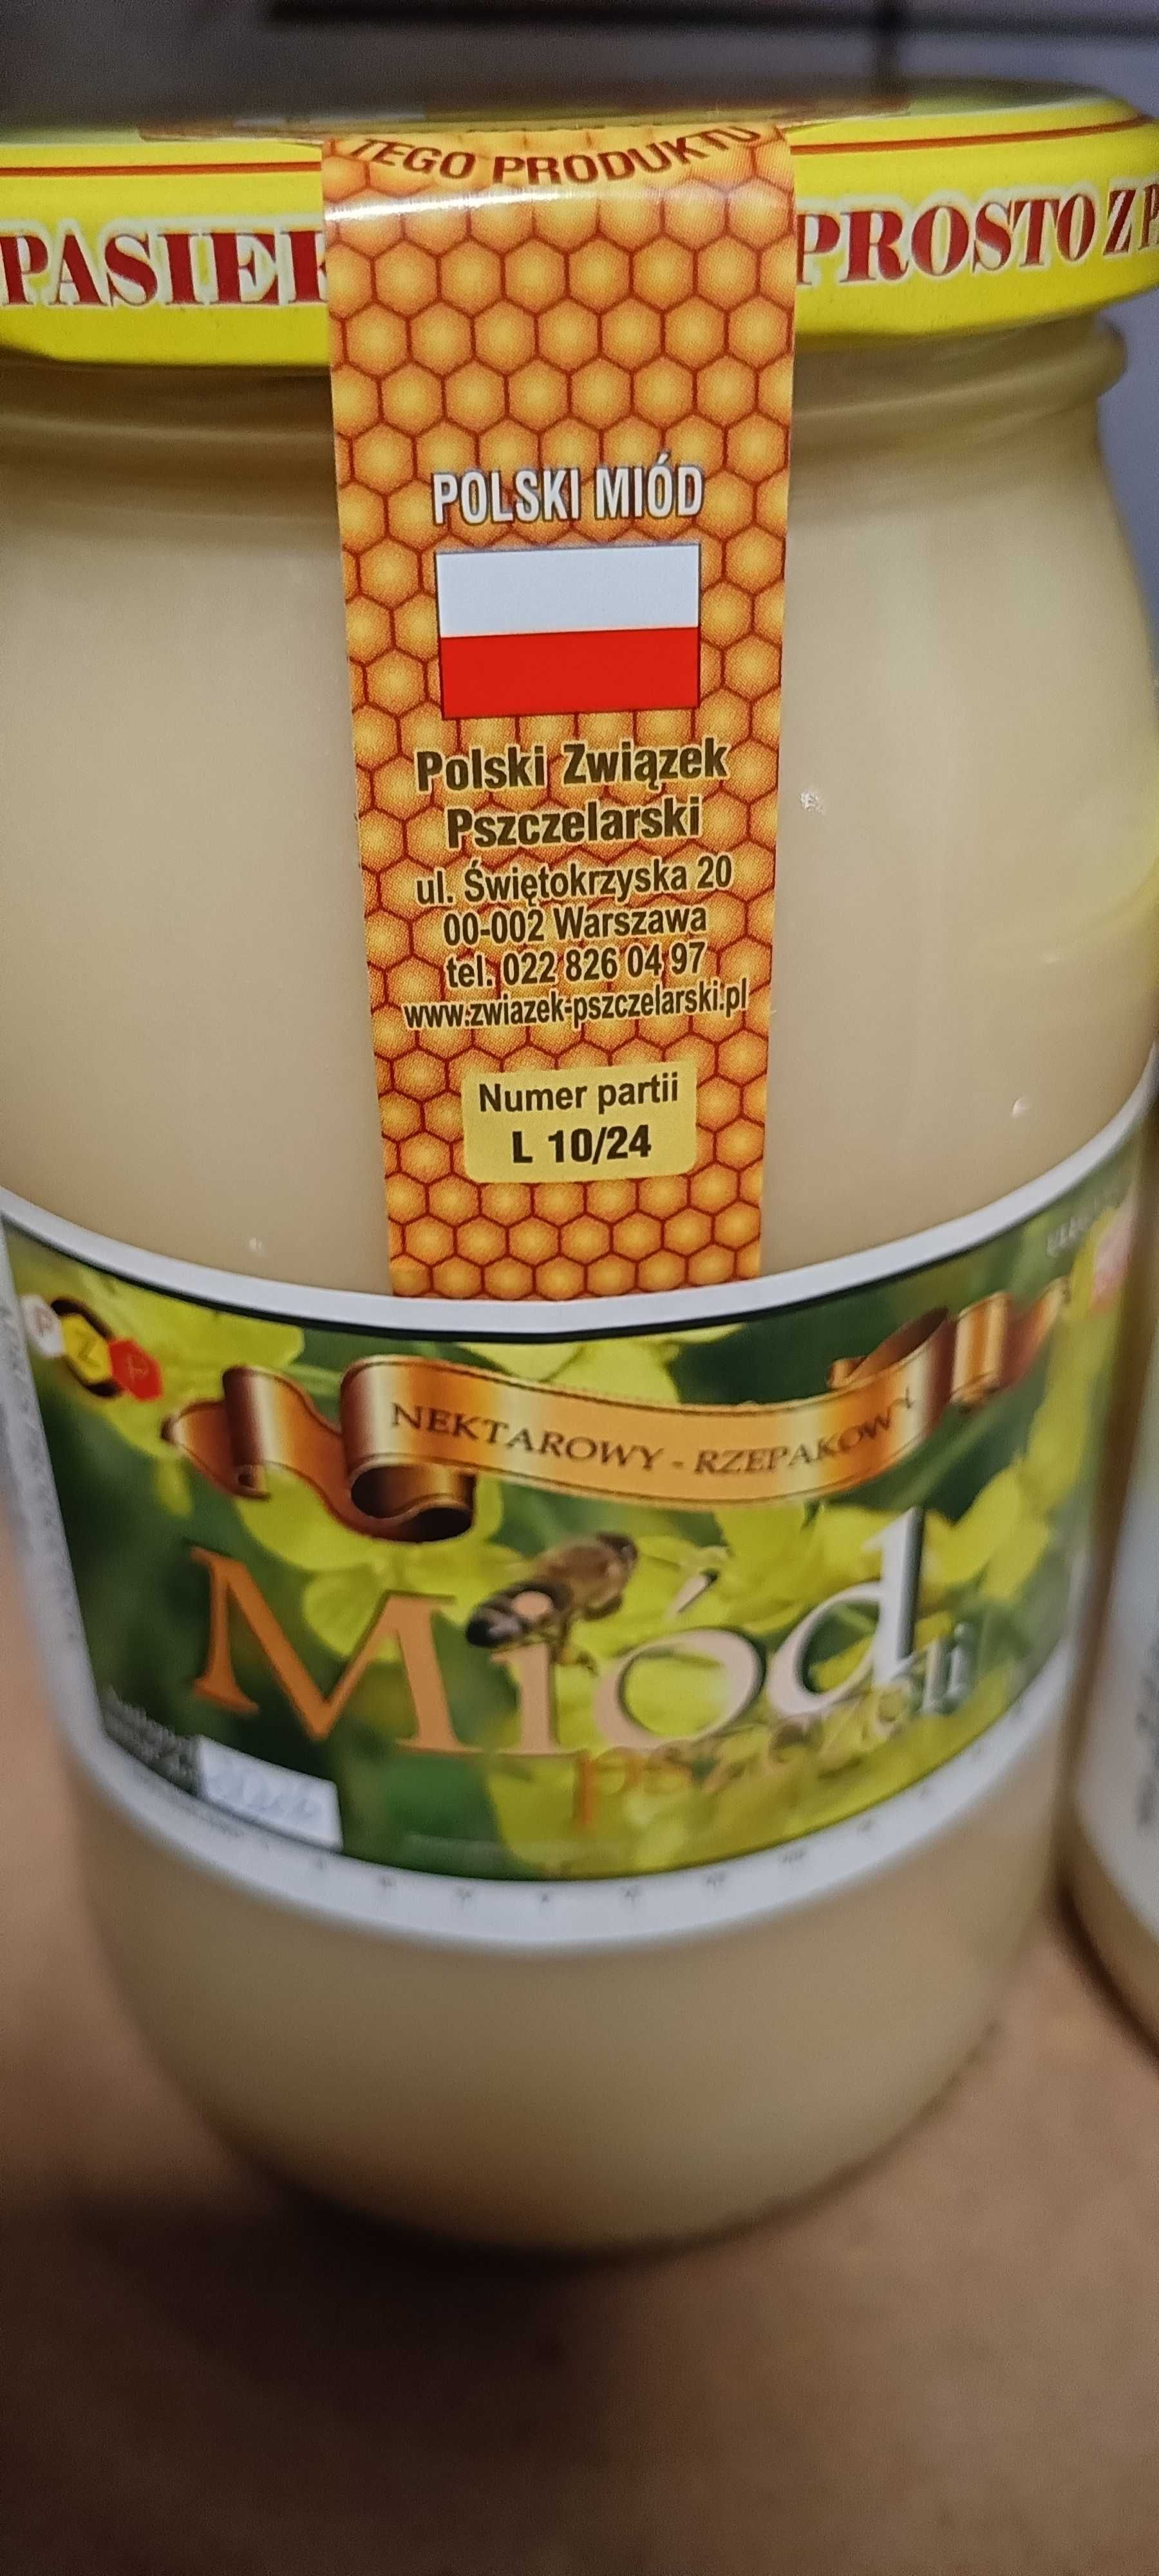 TEGO PRODUKTU
PROSTO Z
POLSKI MIÓD
Polski Związek
Pszczelarski
ul. Świętokrzyska 20
00-002 Warszawa
tel. 022 826 04 97
www.zwiazek-pszczelarski.pl
Numer partii
L 10/24
PZP
NEKTAROWY - RZEPAKOWY
Miód
pszczeli